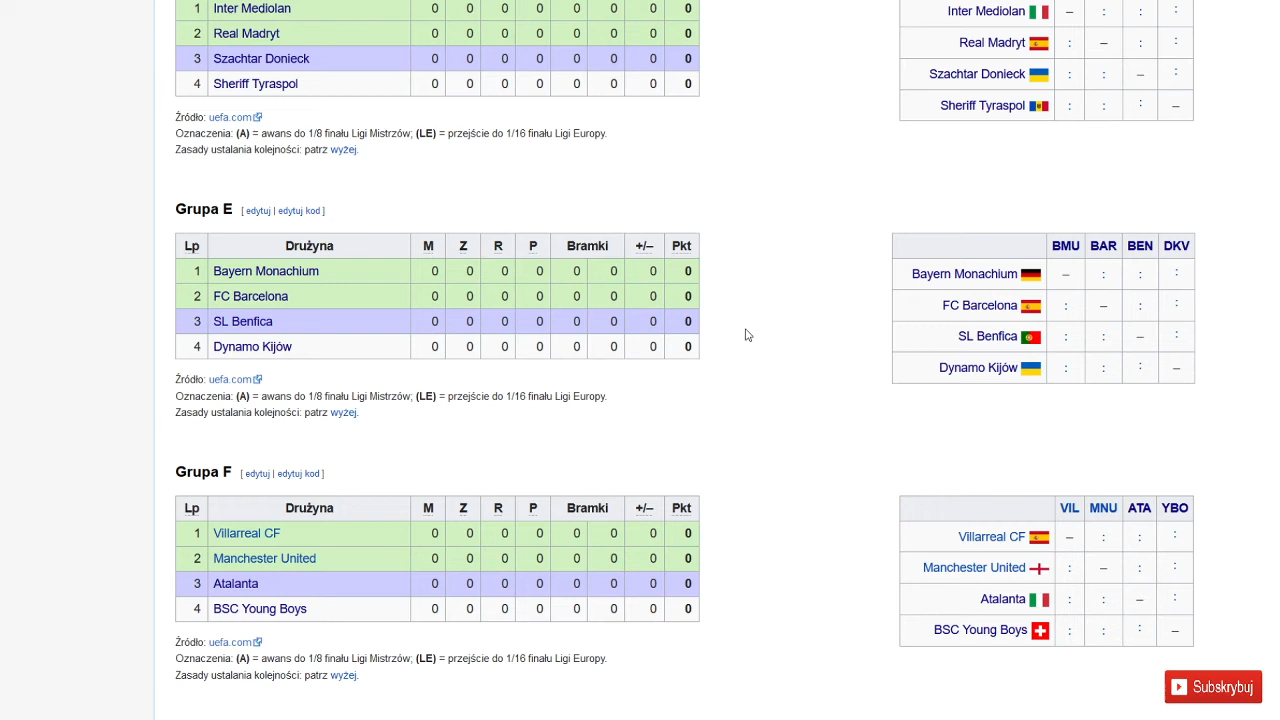 1 Inter Mediolan 0 0 0 0 0 0 0 0
2 Real Madryt 0 0 0 0 0 0 0 0
3 Szachtar Donieck 0 0 0 0 0 0 0 0
4 Sheriff Tyraspol 0 0 0 0 0 0 0 0
Inter Mediolan – : : :
Real Madryt : – : :
Szachtar Donieck : : – :
Sheriff Tyraspol : : : –
Źródło: uefa.com
Oznaczenia: (A) = awans do 1/8 finału Ligi Mistrzów; (LE) = przejście do 1/16 finału Ligi Europy.
Zasady ustalania kolejności: patrz wyżej.
Grupa E [ edytuj | edytuj kod ]
Lp Drużyna M Z R P Bramki +/– Pkt
1 Bayern Monachium 0 0 0 0 0 0 0 0
2 FC Barcelona 0 0 0 0 0 0 0 0
3 SL Benfica 0 0 0 0 0 0 0 0
4 Dynamo Kijów 0 0 0 0 0 0 0 0
BMU BAR BEN DKV
Bayern Monachium – : : :
FC Barcelona : – : :
SL Benfica : : – :
Dynamo Kijów : : : –
Źródło: uefa.com
Oznaczenia: (A) = awans do 1/8 finału Ligi Mistrzów; (LE) = przejście do 1/16 finału Ligi Europy.
Zasady ustalania kolejności: patrz wyżej.
Grupa F [ edytuj | edytuj kod ]
Lp Drużyna M Z R P Bramki +/– Pkt
1 Villarreal CF 0 0 0 0 0 0 0 0
2 Manchester United 0 0 0 0 0 0 0 0
3 Atalanta 0 0 0 0 0 0 0 0
4 BSC Young Boys 0 0 0 0 0 0 0 0
VIL MNU ATA YBO
Villarreal CF – : : :
Manchester United : – : :
Atalanta : : – :
BSC Young Boys : : : –
Źródło: uefa.com
Oznaczenia: (A) = awans do 1/8 finału Ligi Mistrzów; (LE) = przejście do 1/16 finału Ligi Europy.
Zasady ustalania kolejności: patrz wyżej.
Subskrybuj